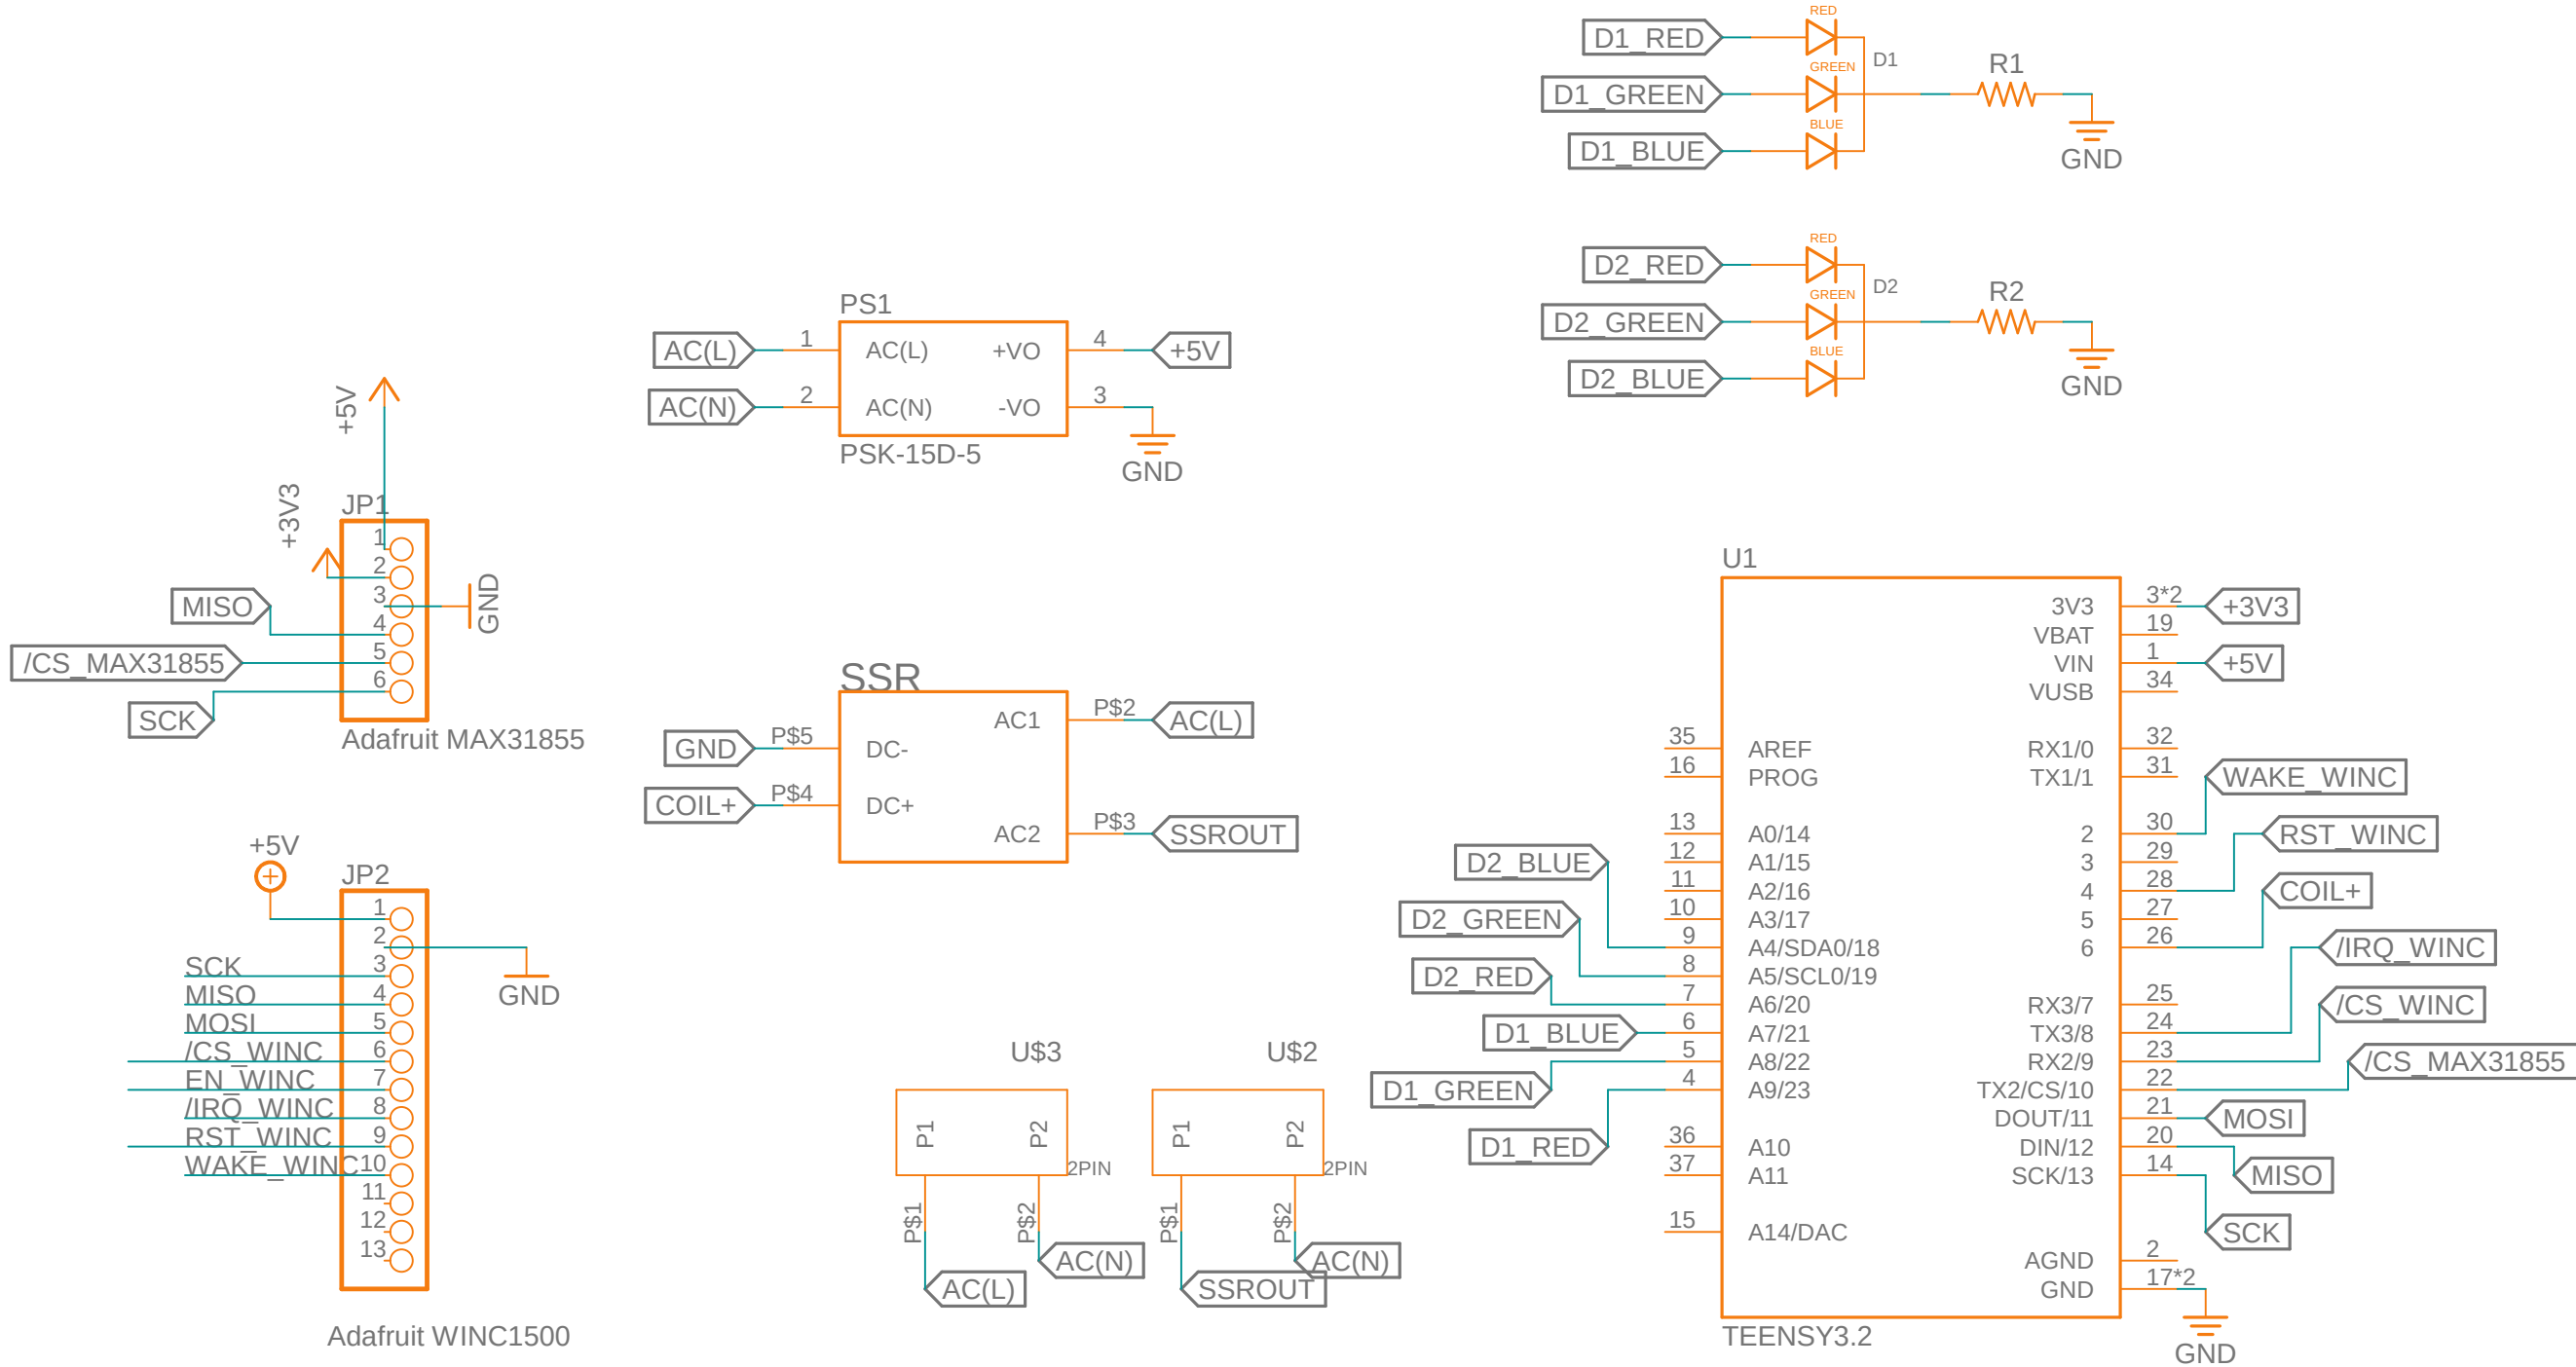 RED
D1_RED
D1
GREEN
D1_GREEN
R1
BLUE
D1_BLUE
GND
RED
D2_RED
D2
GREEN
D2_GREEN
R2
BLUE
D2_BLUE
GND
PS1
AC(L) 1 AC(L) +VO 4 +5V
AC(N) 2 AC(N) -VO 3
PSK-15D-5
GND
+5V
+3V3
JP1
1
2
3
GND
MISO
4
/CS_MAX31855
5
6
SCK
Adafruit MAX31855
SSR
AC1 P$2 AC(L)
GND P$5 DC-
COIL+ P$4 DC+
AC2 P$3 SSROUT
+5V
JP2
1
2
GND
SCK 3
MISO 4
MOSI 5
/CS_WINC 6
EN_WINC 7
/IRQ_WINC 8
RST_WINC 9
WAKE_WINC 10
11
12
13
Adafruit WINC1500
U$3
P1 P2
2PIN
P$1 P$2
AC(N)
AC(L)
U$2
P1 P2
2PIN
P$1 P$2
AC(N)
SSROUT
U1
3V3 3*2 +3V3
VBAT 19
VIN 1 +5V
VUSB 34
35 AREF RX1/0 32
16 PROG TX1/1 31
WAKE_WINC
13 A0/14 2 30
RST_WINC
12 A1/15 3 29
D2_BLUE
11 A2/16 4 28
COIL+
10 A3/17 5 27
D2_GREEN
9 A4/SDA0/18 6 26
/IRQ_WINC
8 A5/SCL0/19
D2_RED
7 A6/20 RX3/7 25
/CS_WINC
D1_BLUE 6 A7/21 TX3/8 24
5 A8/22 RX2/9 23
/CS_MAX31855
D1_GREEN
4 A9/23 TX2/CS/10 22
DOUT/11 21 MOSI
D1_RED
36 A10 DIN/12 20
37 A11 SCK/13 14
MISO
15 A14/DAC
SCK
AGND 2
GND 17*2
TEENSY3.2
GND